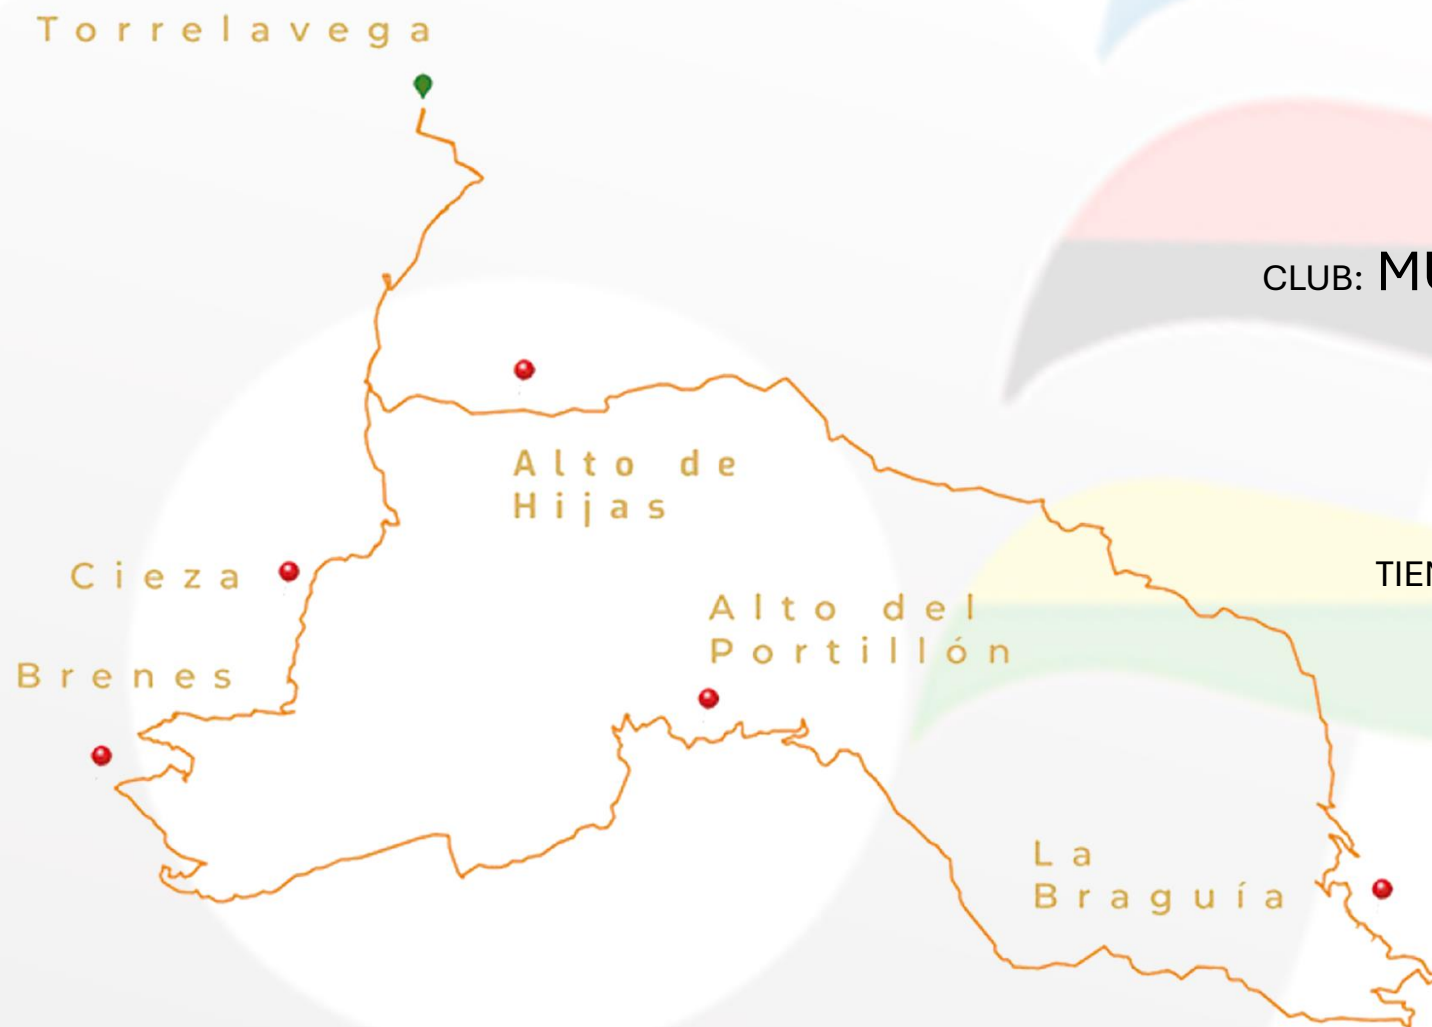 Torrelavega
CLUB:
Alto de
Hijas
Cieza
Alto del
Portillón
Brenes
La
Braguía